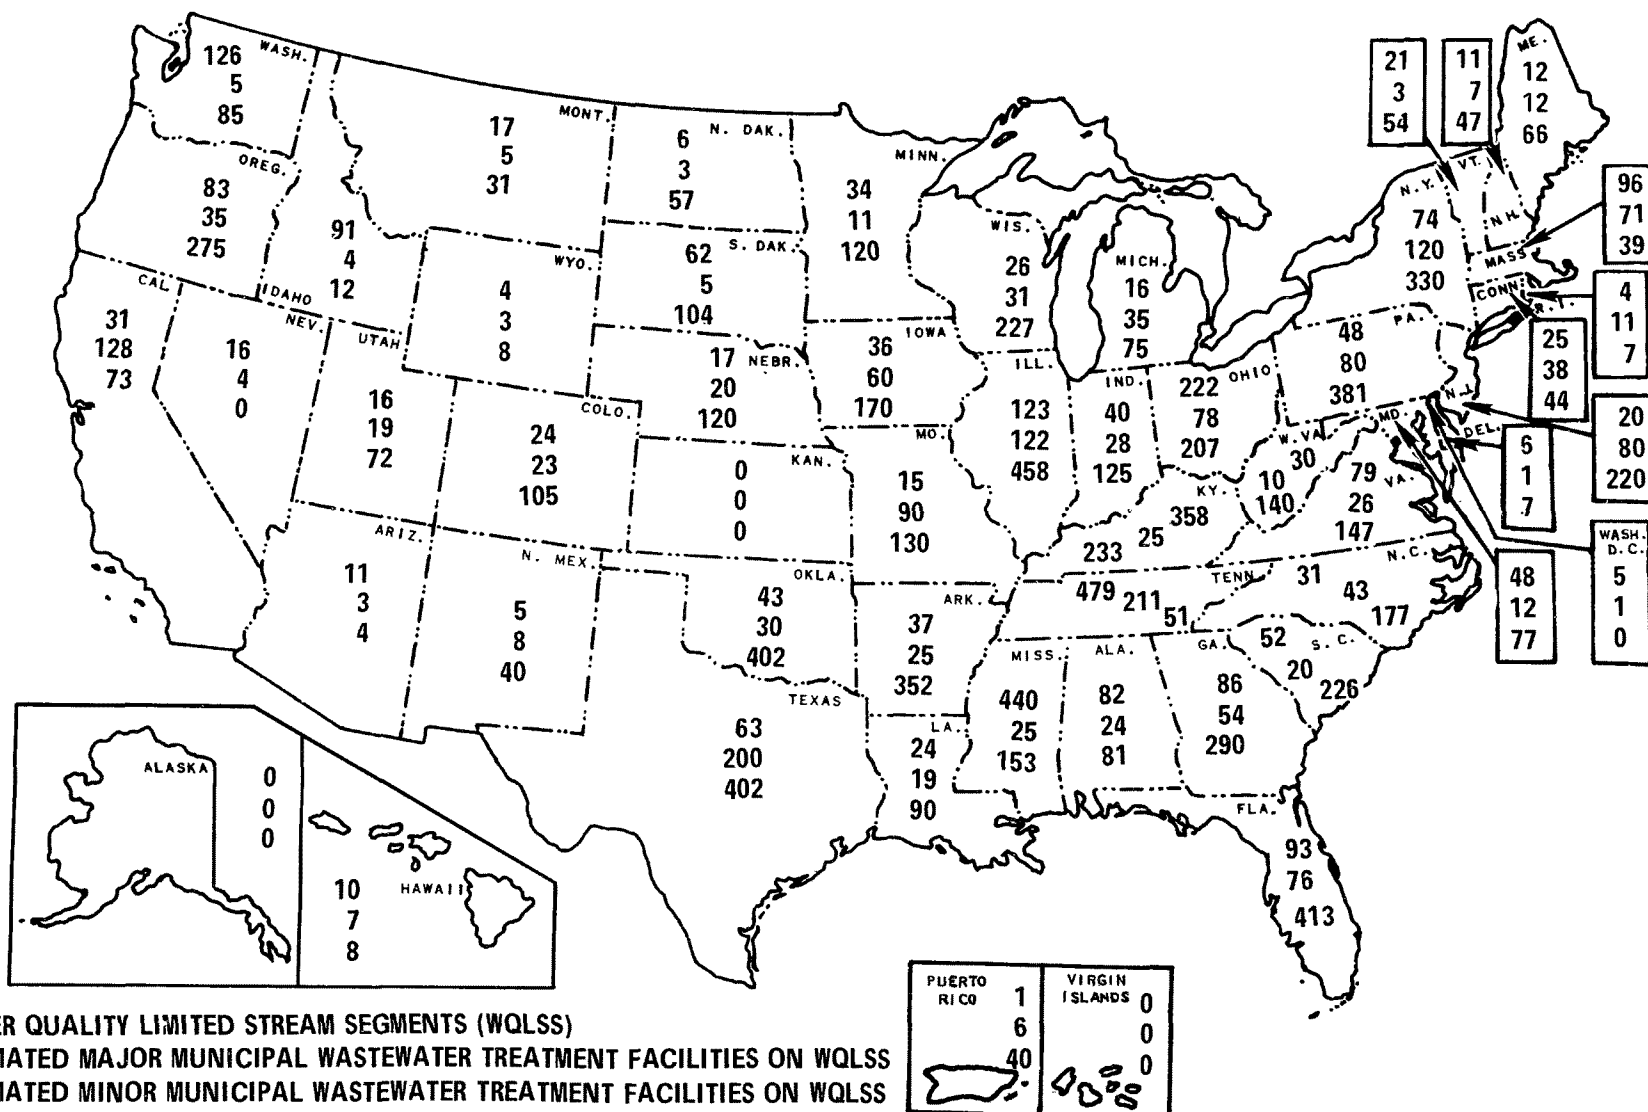 WASH.
126
5
85
OREG.
83
35
275
CAL.
31
128
73
NEV.
16
4
0
IDAHO
91
4
12
MONT.
17
5
31
WYO.
4
3
8
UTAH
16
19
72
COLO.
24
23
105
ARIZ.
11
3
4
N. MEX.
5
8
40
N. DAK.
6
3
57
S. DAK.
62
5
104
NEBR.
17
20
120
KAN.
0
0
0
OKLA.
43
30
402
TEXAS
63
200
402
MINN.
34
11
120
IOWA
36
60
170
MO.
15
90
130
ARK.
37
25
352
LA.
24
19
90
WIS.
26
31
227
ILL.
123
122
458
MICH.
16
35
75
IND.
40
28
125
OHIO
222
78
207
KY.
358
25
233
TENN.
479
211
51
MISS.
440
25
153
ALA.
82
24
81
GA.
86
54
290
FLA.
93
76
413
S. C.
52
20
226
N.C.
31
43
177
VA.
79
26
147
W.VA.
30
10
140
PA.
48
80
381
N.Y.
74
120
330
VT.
21
3
54
N.H.
11
7
47
ME.
12
12
66
MASS
96
71
39
R.I.
4
11
7
CONN.
25
38
44
N.J.
20
80
220
DEL.
6
1
7
MD.
48
12
77
WASH.
D.C.
5
1
0
ALASKA
0
0
0
HAWAII
10
7
8
PUERTO
RICO
1
6
40
VIRGIN
ISLANDS
0
0
0
ER QUALITY LIMITED STREAM SEGMENTS (WQLSS)
MATED MAJOR MUNICIPAL WASTEWATER TREATMENT FACILITIES ON WQLSS
MATED MINOR MUNICIPAL WASTEWATER TREATMENT FACILITIES ON WQLSS